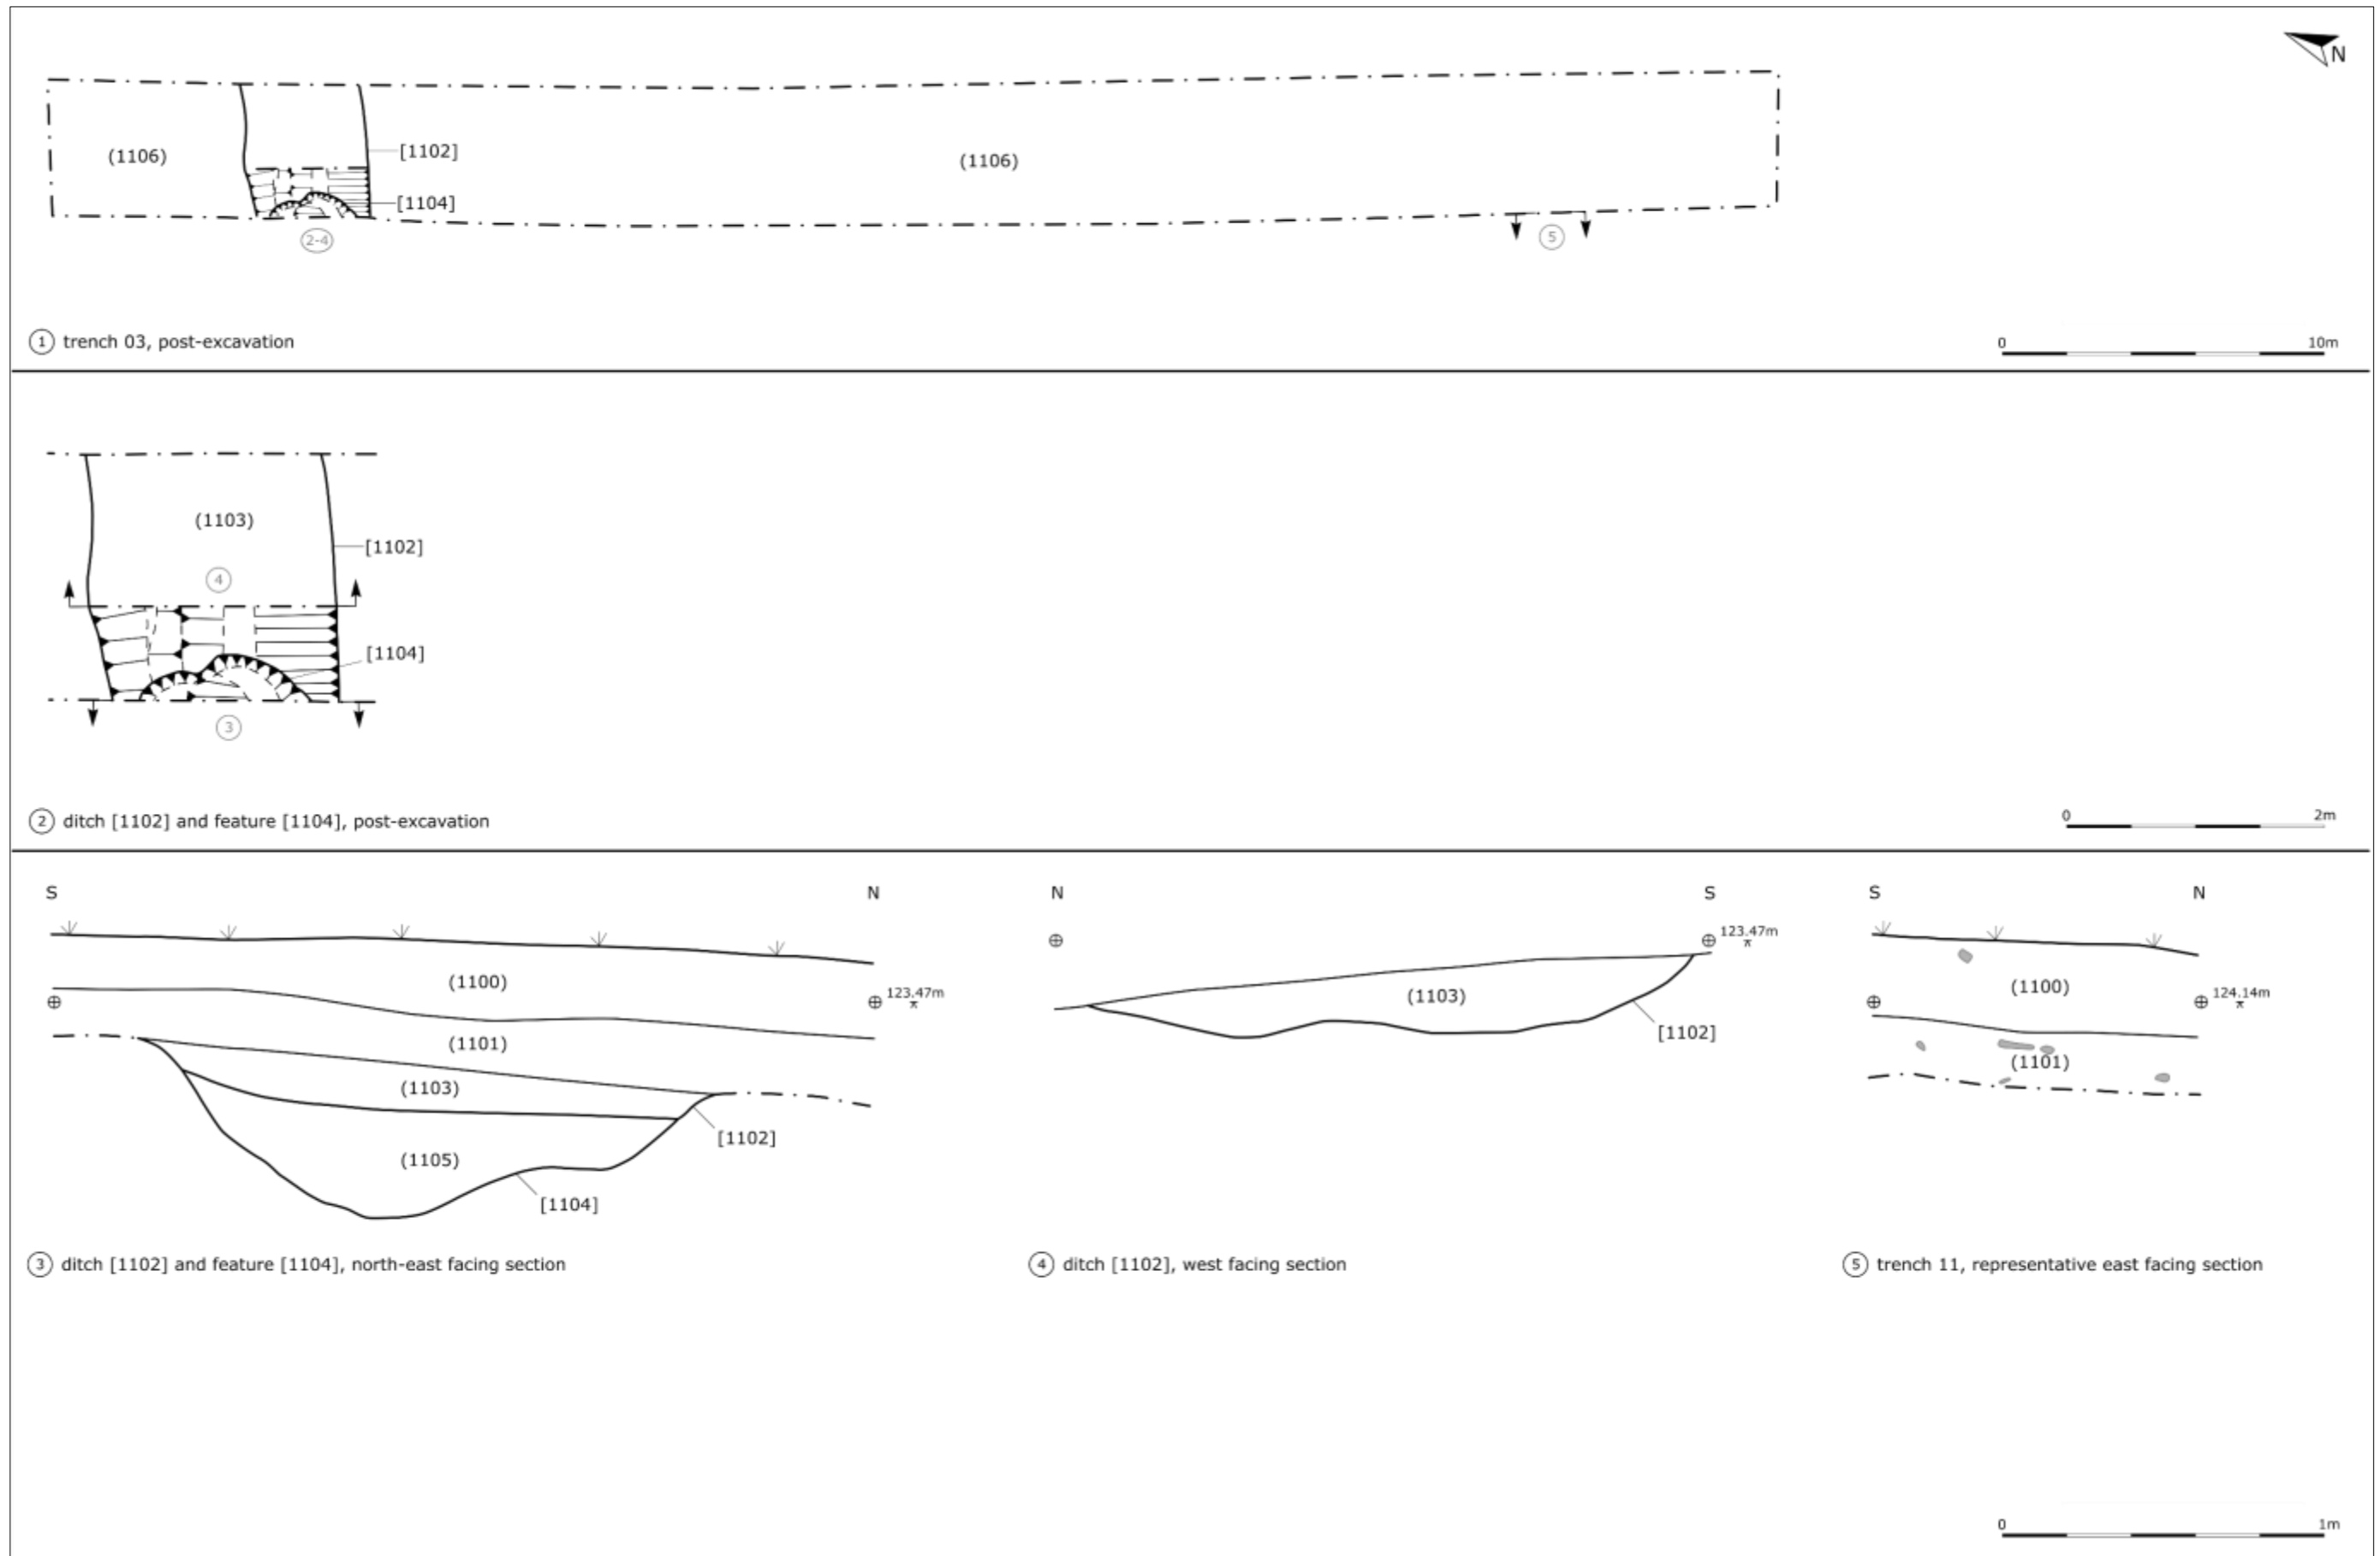 N
(1106)
[1102]
(1106)
[1104]
2-4
5
1 trench 03, post-excavation
0 10m
(1103)
[1102]
4
[1104]
3
2 ditch [1102] and feature [1104], post-excavation
0 2m
S N
N S
S N
(1100)
123.47m
(1101)
(1103)
[1102]
(1105)
[1104]
123.47m
(1103)
[1102]
(1100)
124.14m
(1101)
3 ditch [1102] and feature [1104], north-east facing section
4 ditch [1102], west facing section
5 trench 11, representative east facing section
0 1m